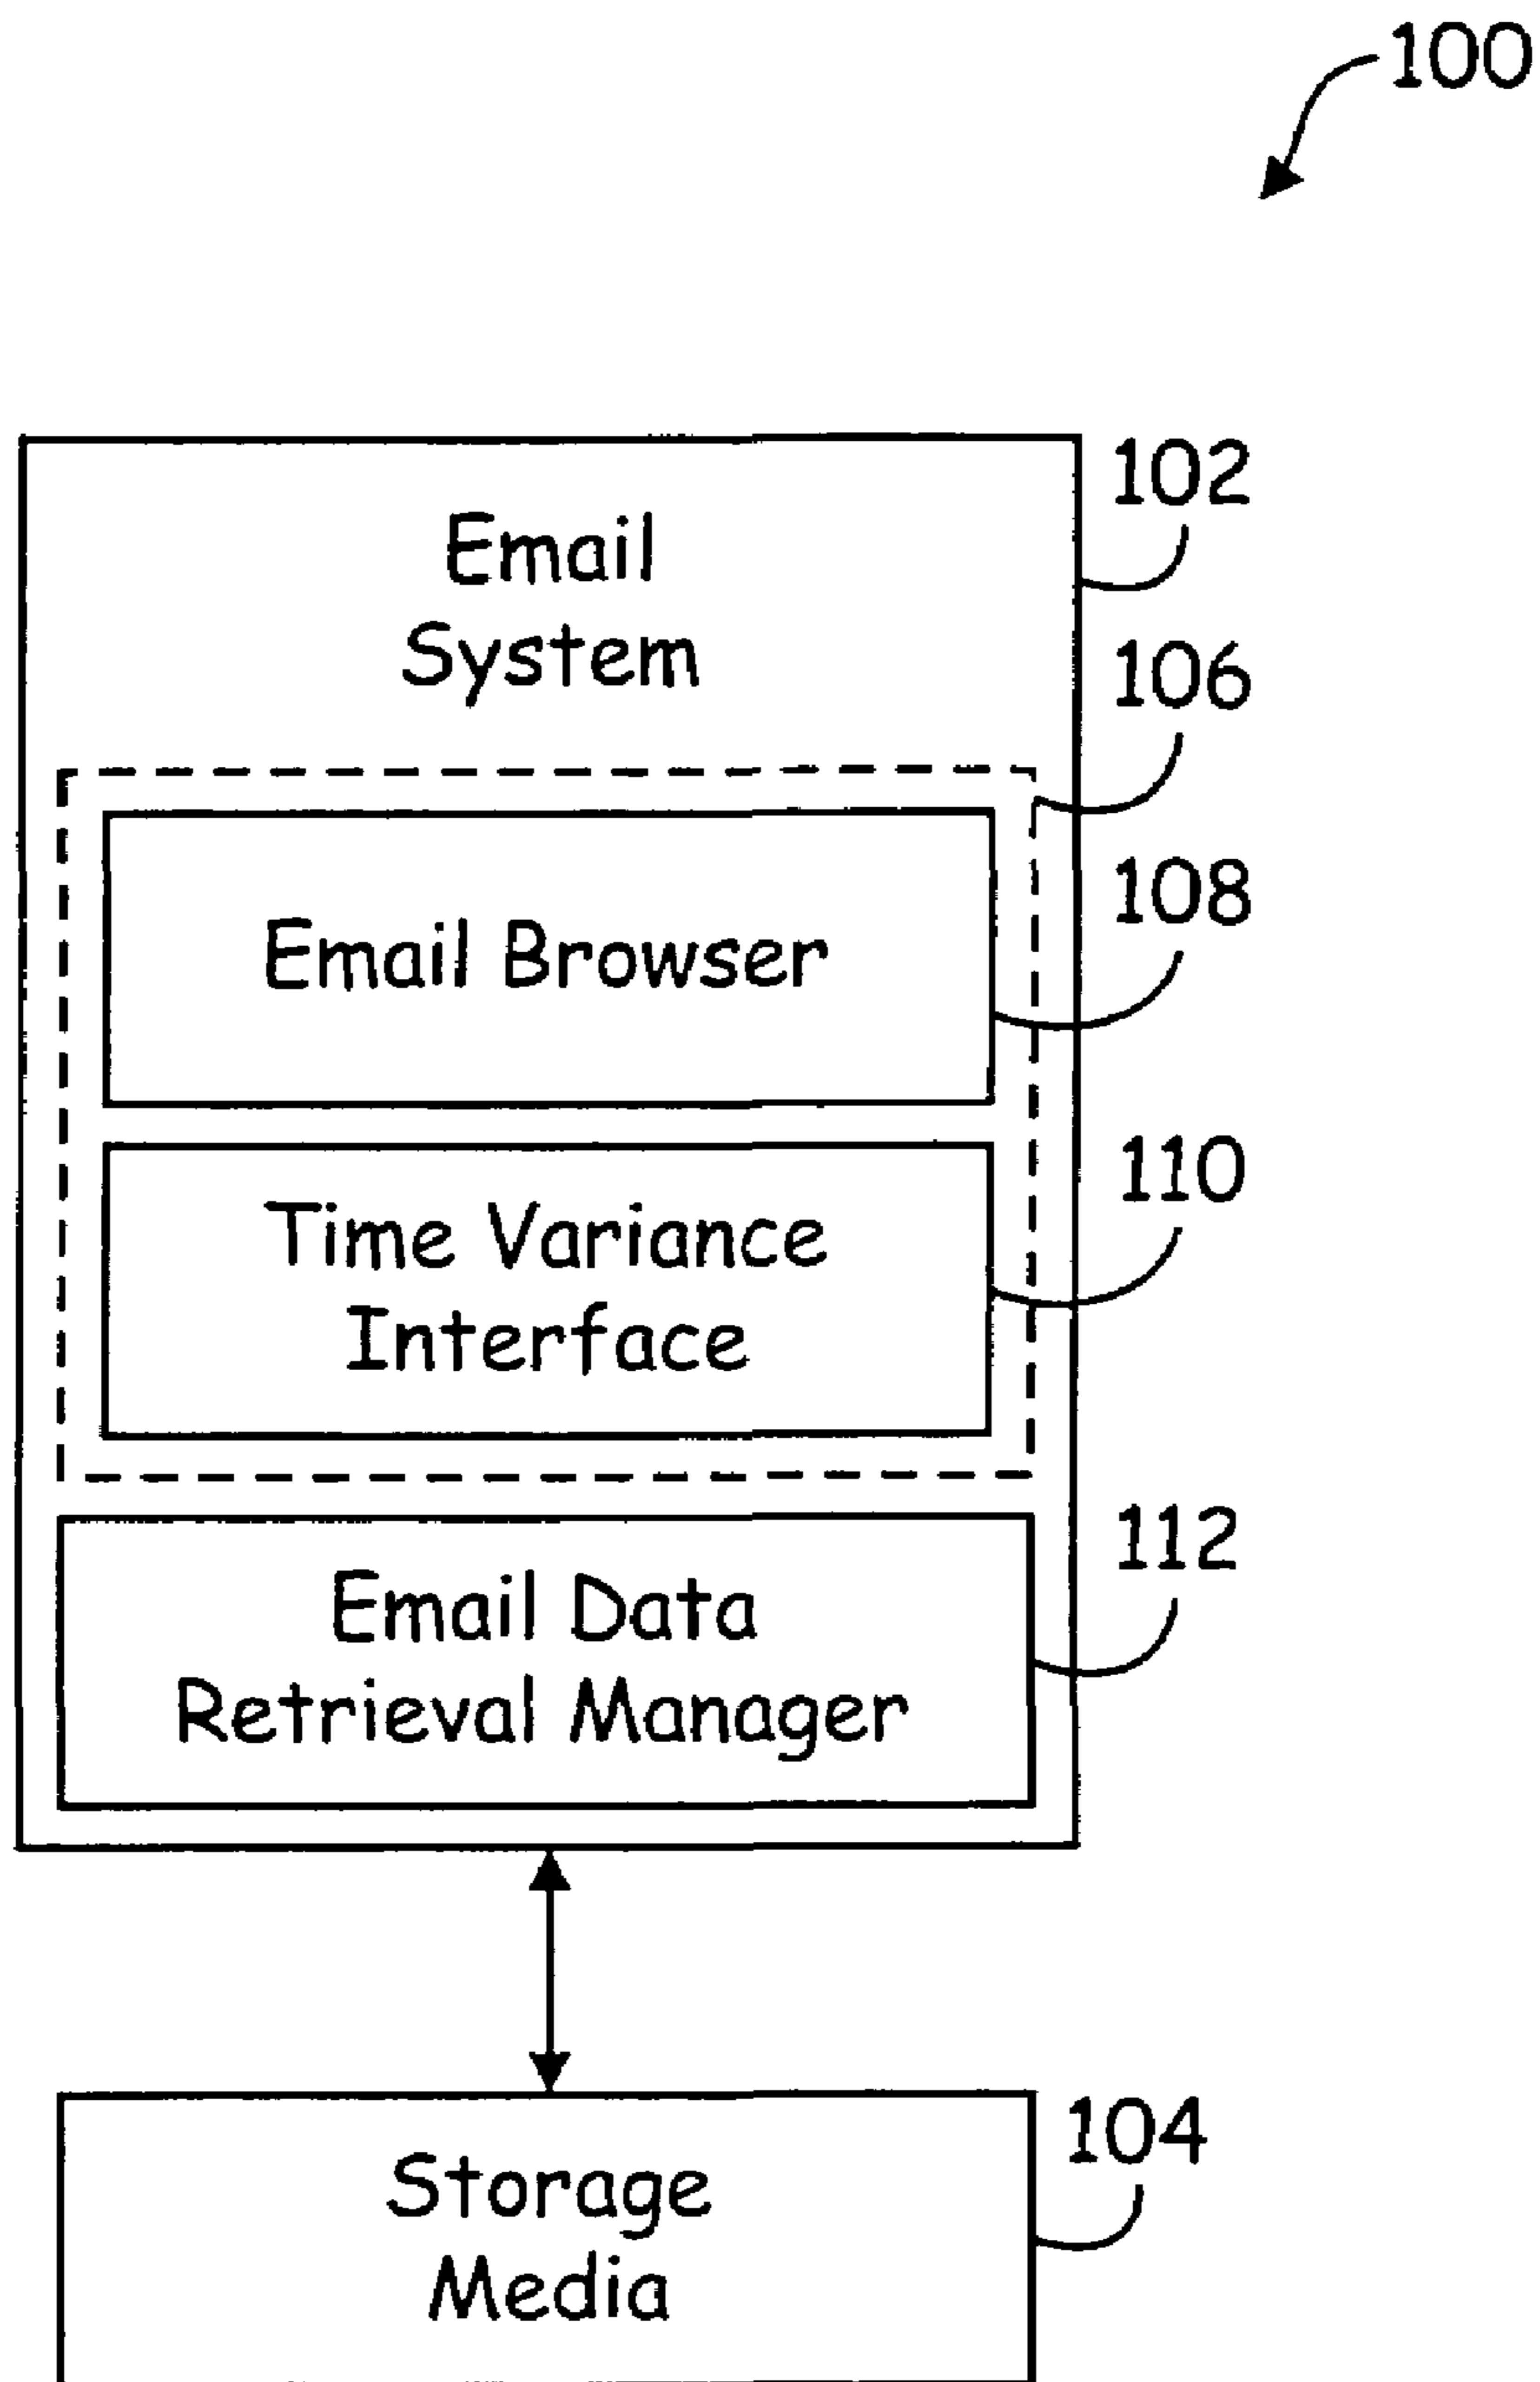 100
102
Email
System
106
108
Email Browser
110
Time Variance
Interface
112
Email Data
Retrieval Manager
104
Storage
Media